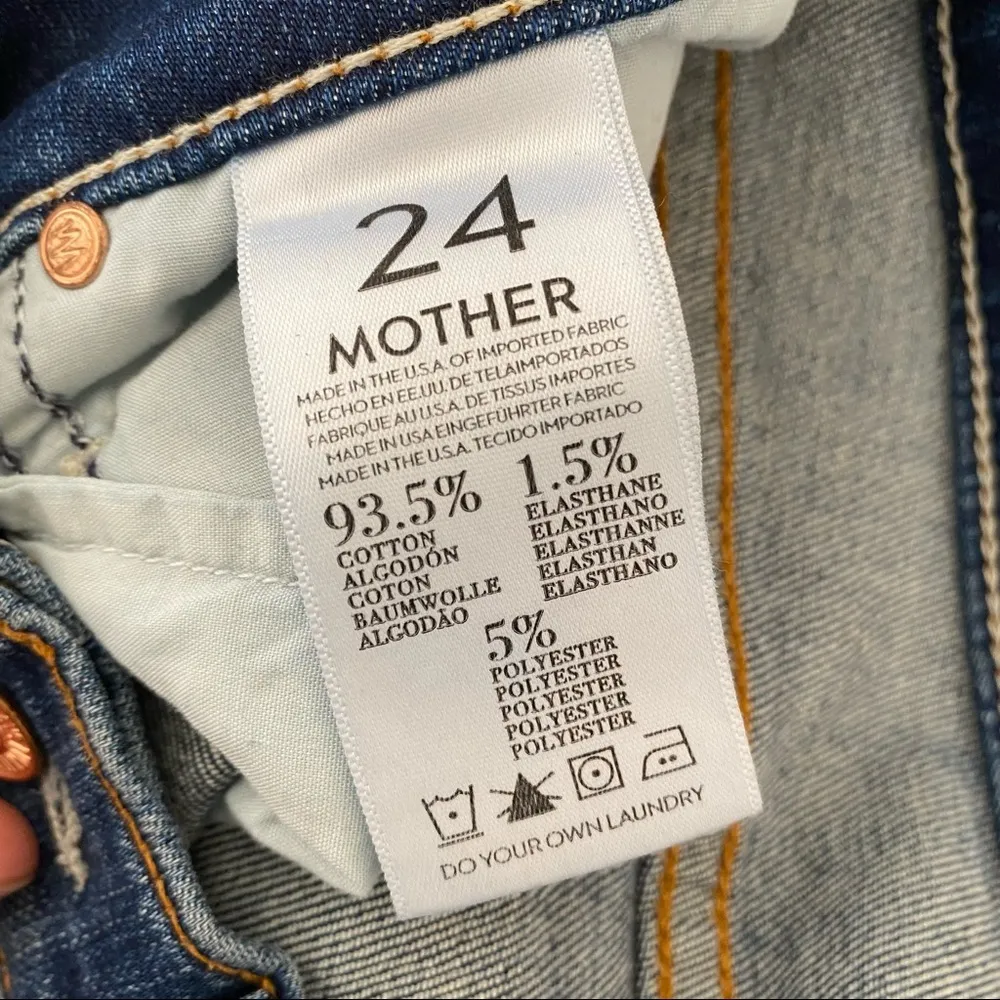 24
MOTHER
MADE IN THE U.S.A. OF IMPORTED FABRIC
HECHO EN EE.UU. DE TELAIMPORTADOS
FABRIQUE AU U.S.A. DE TISSUS IMPORTES
MADE IN USA EINGEFÜHRTER FABRIC
MADE IN THE U.S.A. TECIDO IMPORTADO
93.5%
COTTON
ALGODÓN
COTON
BAUMWOLLE
ALGODÃO
1.5%
ELASTHANE
ELASTHANO
ELASTHANNE
ELASTHAN
ELASTHANO
5%
POLYESTER
POLYESTER
POLYESTER
POLYESTER
POLYESTER
DO YOUR OWN LAUNDRY